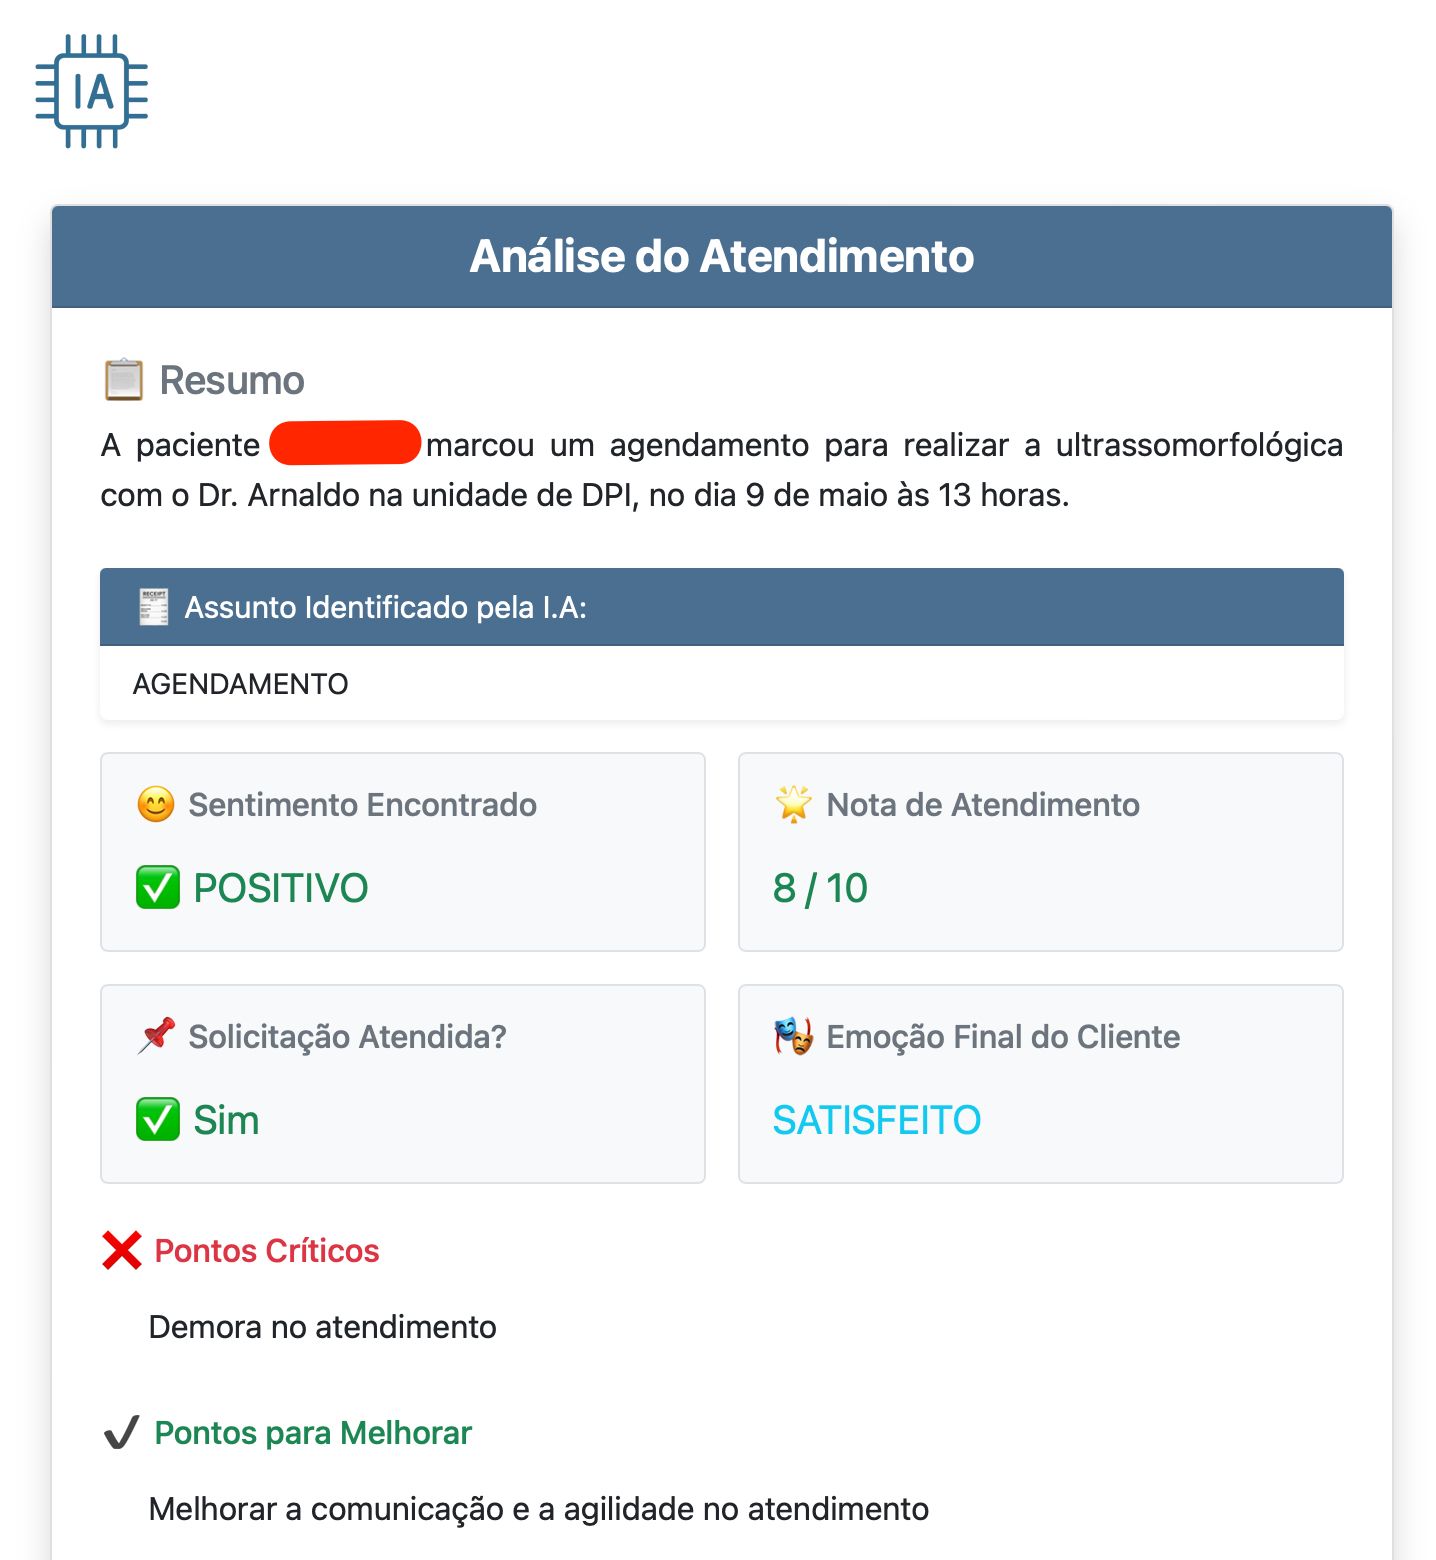 IA
Análise do Atendimento
Resumo
A paciente marcou um agendamento para realizar a ultrassomorfológica
com o Dr. Arnaldo na unidade de DPI, no dia 9 de maio às 13 horas.
RECEIPT
Assunto Identificado pela I.A:
AGENDAMENTO
Sentimento Encontrado
POSITIVO
Nota de Atendimento
8 / 10
Solicitação Atendida?
Sim
Emoção Final do Cliente
SATISFEITO
Pontos Críticos
Demora no atendimento
Pontos para Melhorar
Melhorar a comunicação e a agilidade no atendimento